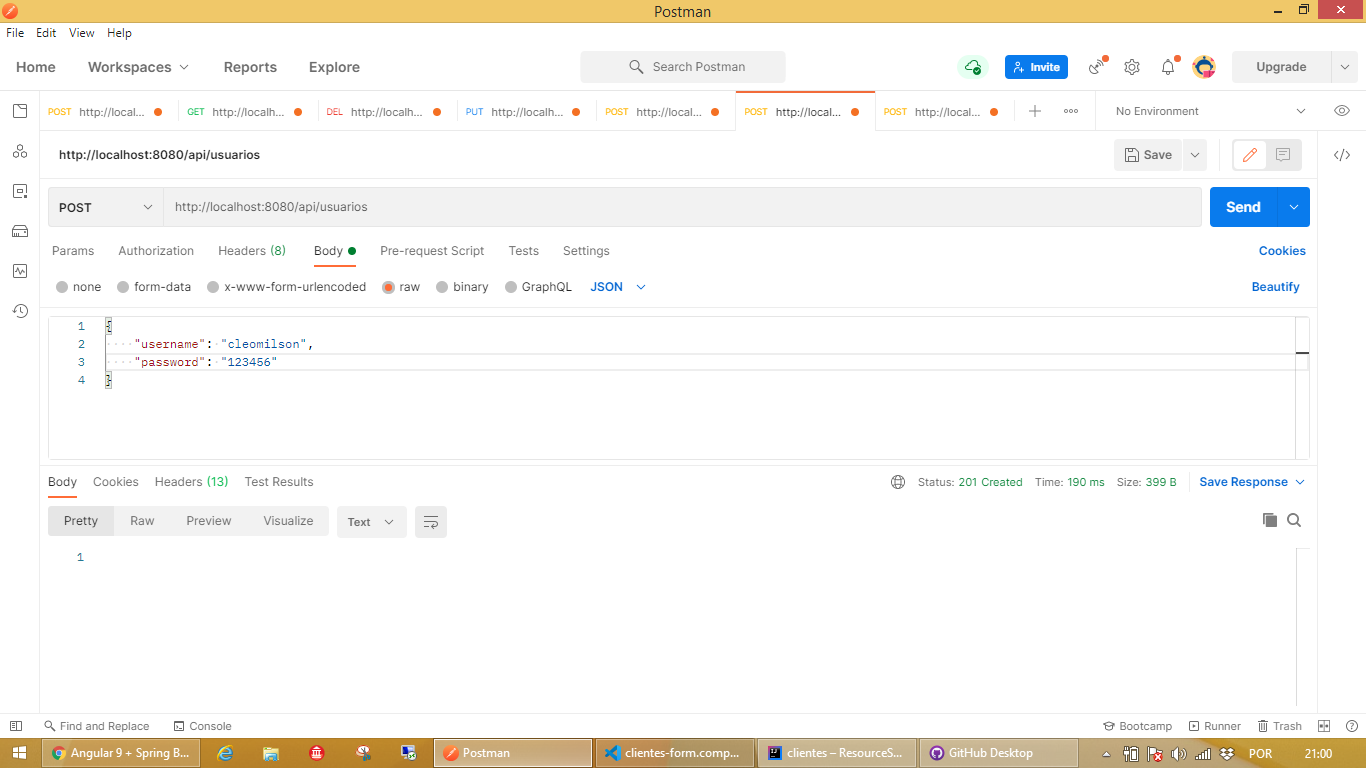 Postman
File Edit View Help
Home Workspaces Reports Explore Search Postman Invite Upgrade
POST http://local... GET http://localh... DEL http://localh... PUT http://localh... POST http://local... POST http://local... POST http://local... No Environment
http://localhost:8080/api/usuarios Save
POST http://localhost:8080/api/usuarios Send
Params Authorization Headers (8) Body Pre-request Script Tests Settings Cookies
none form-data x-www-form-urlencoded raw binary GraphQL JSON Beautify
1 {
2 "username": "cleomilson",
3 "password": "123456"
4 }
Body Cookies Headers (13) Test Results Status: 201 Created Time: 190 ms Size: 399 B Save Response
Pretty Raw Preview Visualize Text
1
Find and Replace Console Bootcamp Runner Trash
Angular 9 + Spring B... Postman clientes-form.comp... clientes – ResourceS... GitHub Desktop POR 21:00